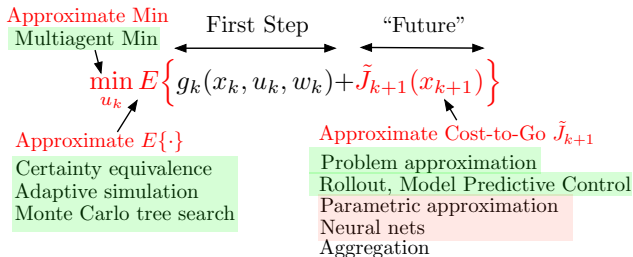 Approximate Min
Multiagent Min
First Step
“Future”
min_{u_k} E{g_k(x_k, u_k, w_k)+J̃_{k+1}(x_{k+1})}
Approximate E{·}
Certainty equivalence
Adaptive simulation
Monte Carlo tree search
Approximate Cost-to-Go J̃_{k+1}
Problem approximation
Rollout, Model Predictive Control
Parametric approximation
Neural nets
Aggregation